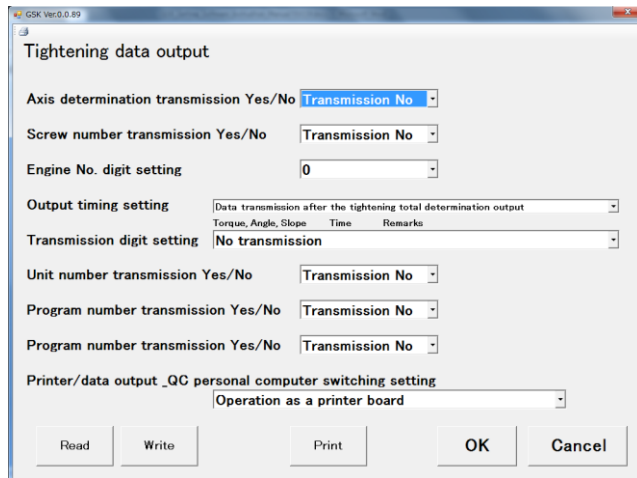 GSK Ver.0.0.89
Tightening data output
Axis determination transmission Yes/No Transmission No
Screw number transmission Yes/No Transmission No
Engine No. digit setting 0
Output timing setting Data transmission after the tightening total determination output
Torque, Angle, Slope Time Remarks
Transmission digit setting No transmission
Unit number transmission Yes/No Transmission No
Program number transmission Yes/No Transmission No
Program number transmission Yes/No Transmission No
Printer/data output _QC personal computer switching setting
Operation as a printer board
Read Write Print OK Cancel